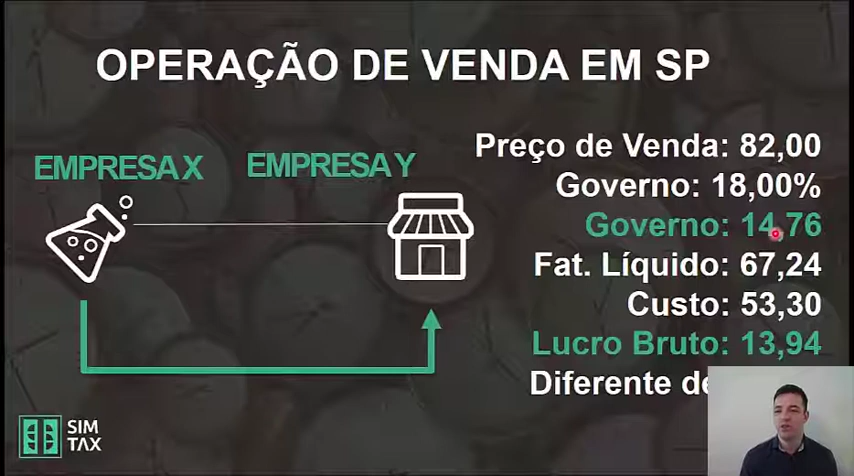 OPERAÇÃO DE VENDA EM SP
EMPRESA X
EMPRESA Y
Preço de Venda: 82,00
Governo: 18,00%
Governo: 14,76
Fat. Líquido: 67,24
Custo: 53,30
Lucro Bruto: 13,94
Diferente de
SIM
TAX